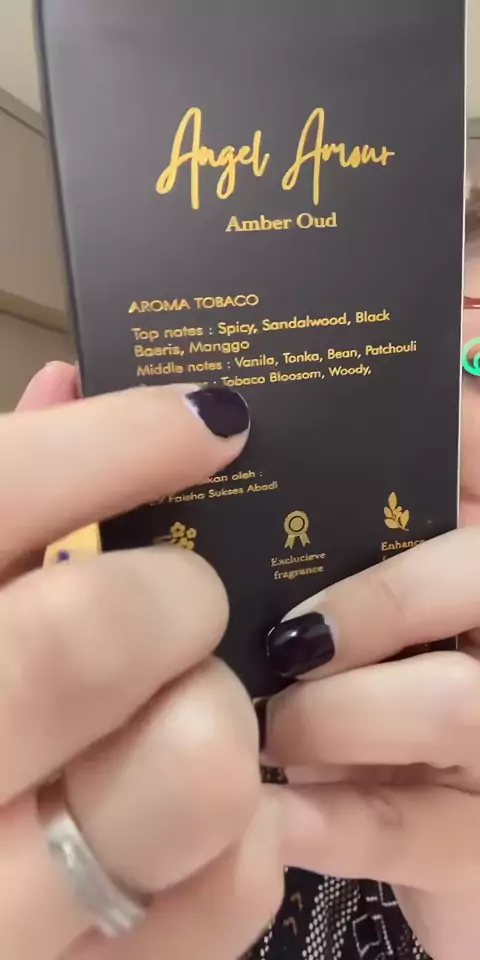 Angel Amour
Amber Oud
AROMA TOBACO
Top notes : Spicy, Sandalwood, Black
Baeris, Manggo
Middle notes : Vanila, Tonka, Bean, Patchouli
: Tobaco Bloosom, Woody,
oleh :
Faisha Sukses Abadi
Exclucieve
fragrance
Enhance